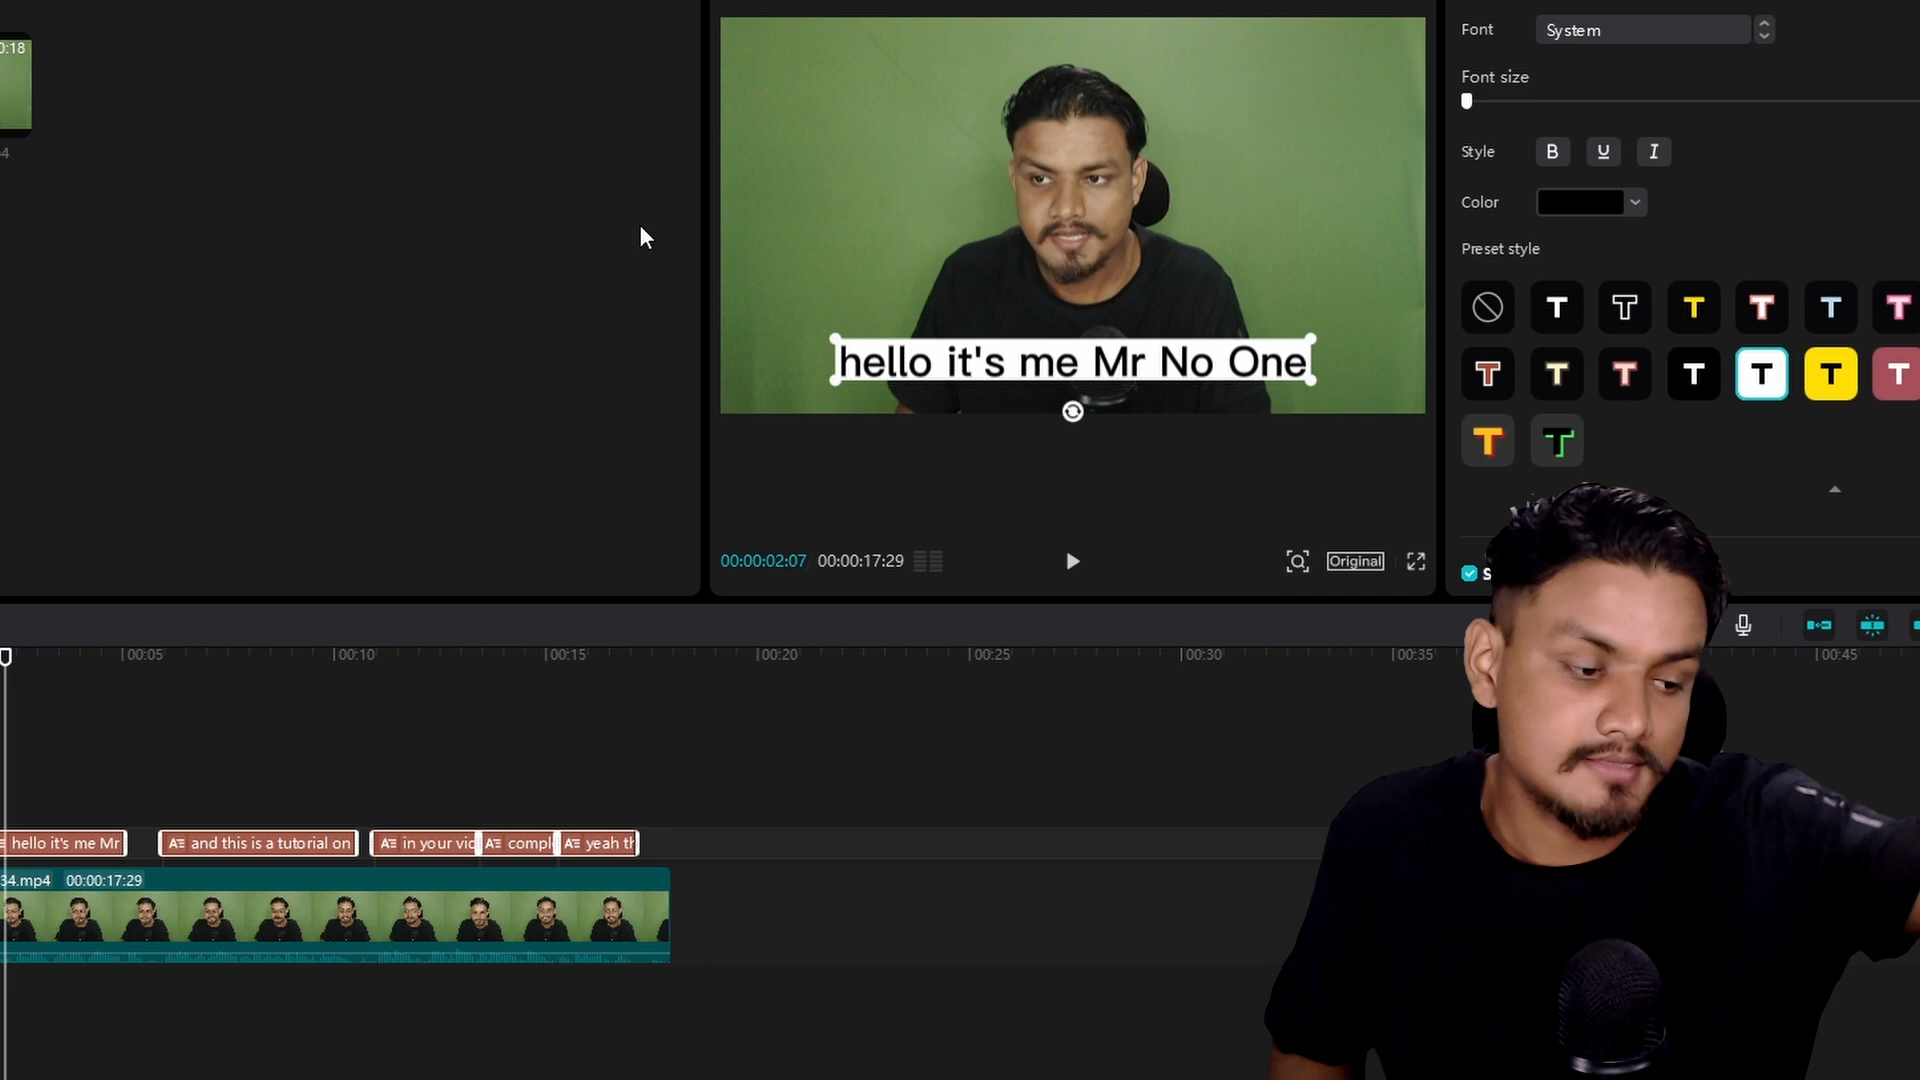 0:18
4
hello it's me Mr No One
00:00:02:07 00:00:17:29
Original
Font System
Font size
Style B U I
Color
Preset style
T T T T T T
T T T T T T T
T T
S
00:05 00:10 00:15 00:20 00:25 00:30 00:35 00:45
hello it's me Mr
A and this is a tutorial on
A in your vid
A compl
A yeah th
34.mp4 00:00:17:29